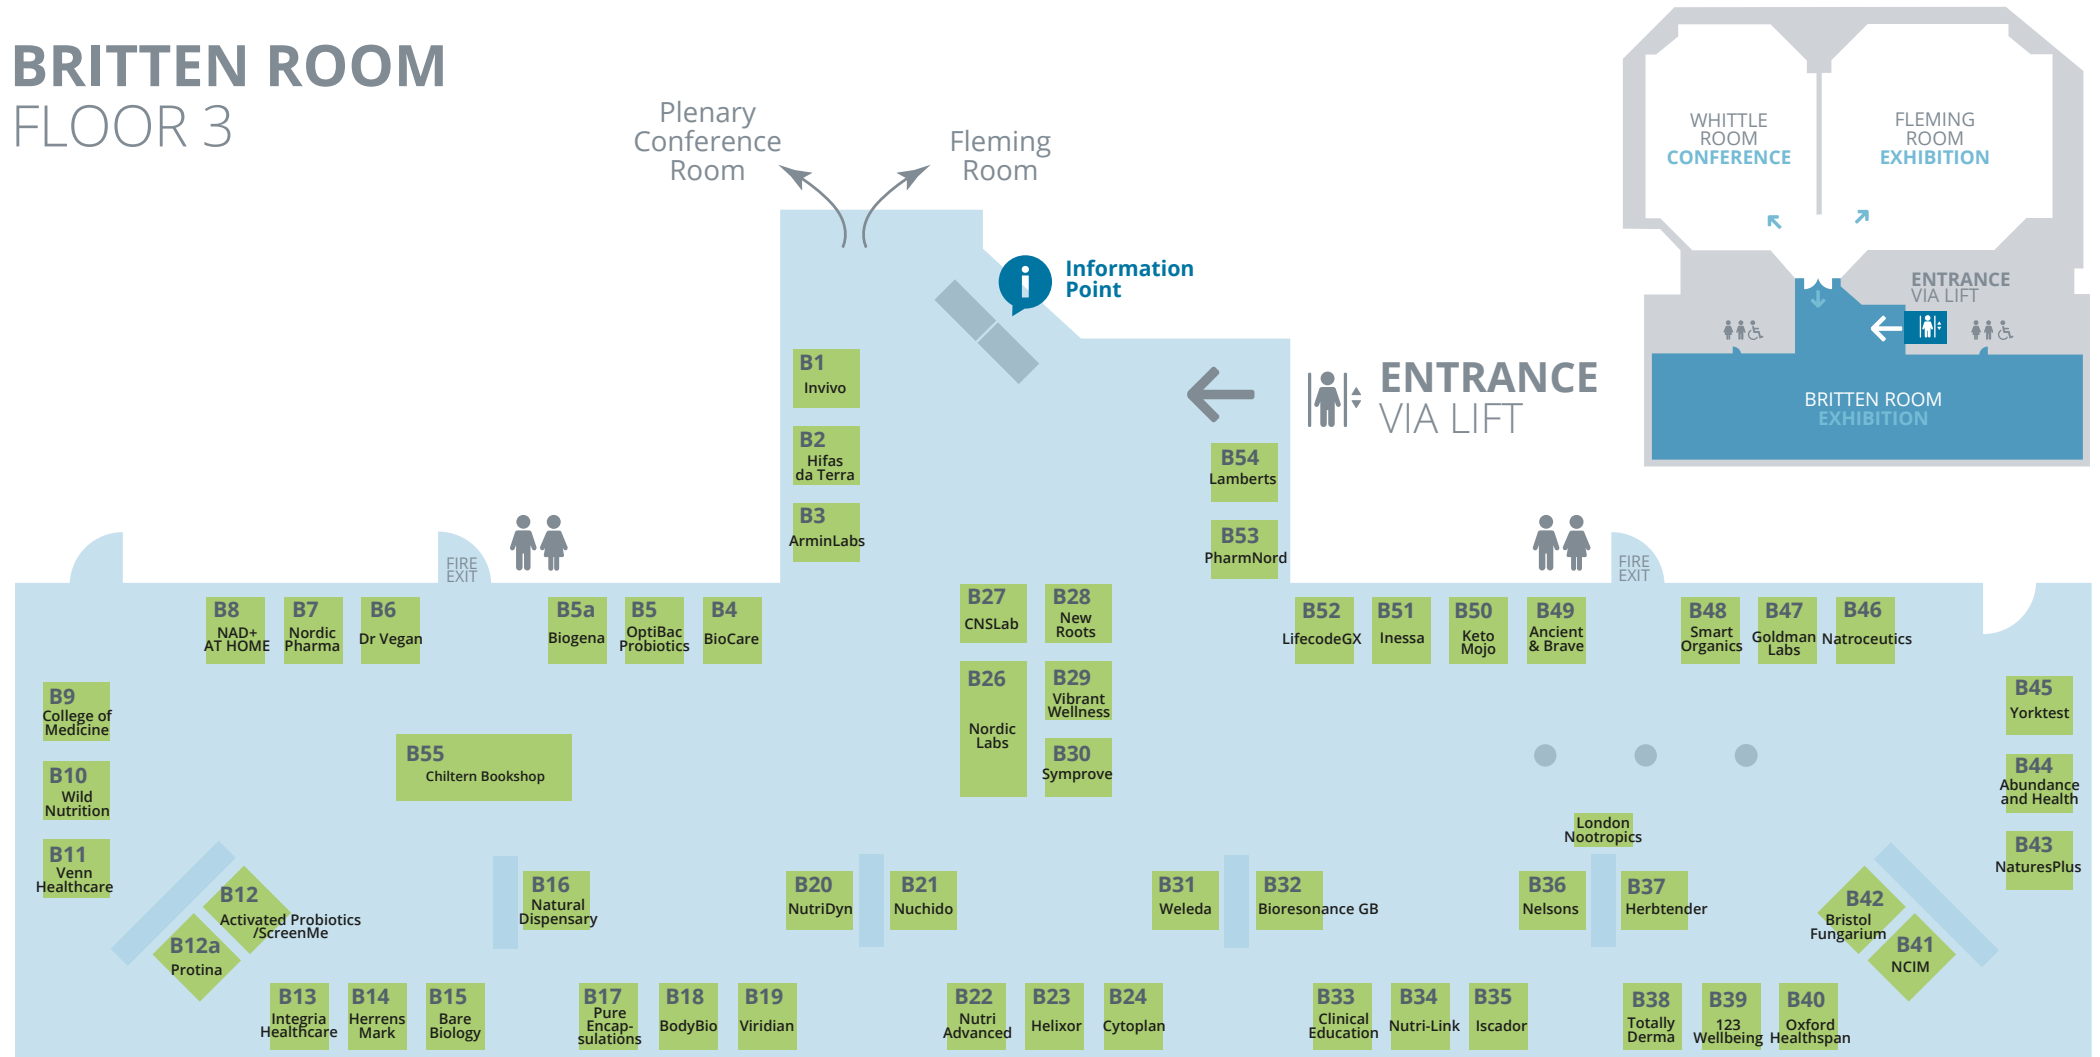 BRITTEN ROOM
FLOOR 3
Plenary
Conference
Room
Fleming
Room
Information
Point
ENTRANCE
VIA LIFT
WHITTLE
ROOM
CONFERENCE
FLEMING
ROOM
EXHIBITION
ENTRANCE
VIA LIFT
BRITTEN ROOM
EXHIBITION
B1
Invivo
B2
Hifas
da Terra
B3
ArminLabs
B54
Lamberts
B53
PharmNord
FIRE
EXIT
FIRE
EXIT
B8
NAD+
AT HOME
B7
Nordic
Pharma
B6
Dr Vegan
B5a
Biogena
B5
OptiBac
Probiotics
B4
BioCare
B27
CNSLab
B28
New
Roots
B52
LifecodeGX
B51
Inessa
B50
Keto
Mojo
B49
Ancient
& Brave
B48
Smart
Organics
B47
Goldman
Labs
B46
Natroceutics
B9
College of
Medicine
B10
Wild
Nutrition
B11
Venn
Healthcare
B55
Chiltern Bookshop
B26
Nordic
Labs
B29
Vibrant
Wellness
B30
Symprove
B45
Yorktest
B44
Abundance
and Health
B43
NaturesPlus
London
Nootropics
B12
Activated Probiotics
/ScreenMe
B12a
Protina
B16
Natural
Dispensary
B20
NutriDyn
B21
Nuchido
B31
Weleda
B32
Bioresonance GB
B36
Nelsons
B37
Herbtender
B42
Bristol
Fungarium
B41
NCIM
B13
Integria
Healthcare
B14
Herrens
Mark
B15
Bare
Biology
B17
Pure
Encap-
sulations
B18
BodyBio
B19
Viridian
B22
Nutri
Advanced
B23
Helixor
B24
Cytoplan
B33
Clinical
Education
B34
Nutri-Link
B35
Iscador
B38
Totally
Derma
B39
123
Wellbeing
B40
Oxford
Healthspan